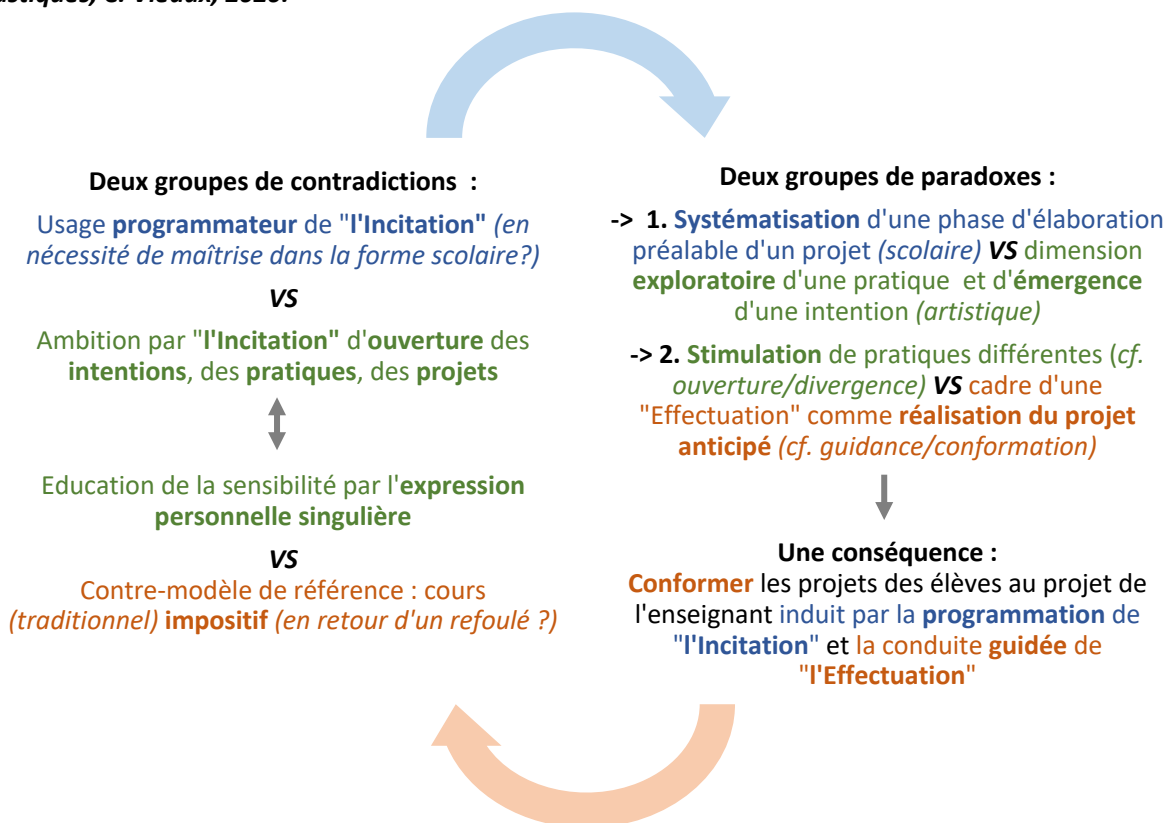 Deux groupes de contradictions :
Usage programmateur de "l'Incitation" (en
nécessité de maîtrise dans la forme scolaire?)
VS
Ambition par "l'Incitation" d'ouverture des
intentions, des pratiques, des projets
Education de la sensibilité par l'expression
personnelle singulière
VS
Contre-modèle de référence : cours
(traditionnel) impositif (en retour d'un refoulé ?)
Deux groupes de paradoxes :
-> 1. Systématisation d'une phase d'élaboration
préalable d'un projet (scolaire) VS dimension
exploratoire d'une pratique et d'émergence
d'une intention (artistique)
-> 2. Stimulation de pratiques différentes (cf.
ouverture/divergence) VS cadre d'une
"Effectuation" comme réalisation du projet
anticipé (cf. guidance/conformation)
Une conséquence :
Conformer les projets des élèves au projet de
l'enseignant induit par la programmation de
"l'Incitation" et la conduite guidée de
"l'Effectuation"